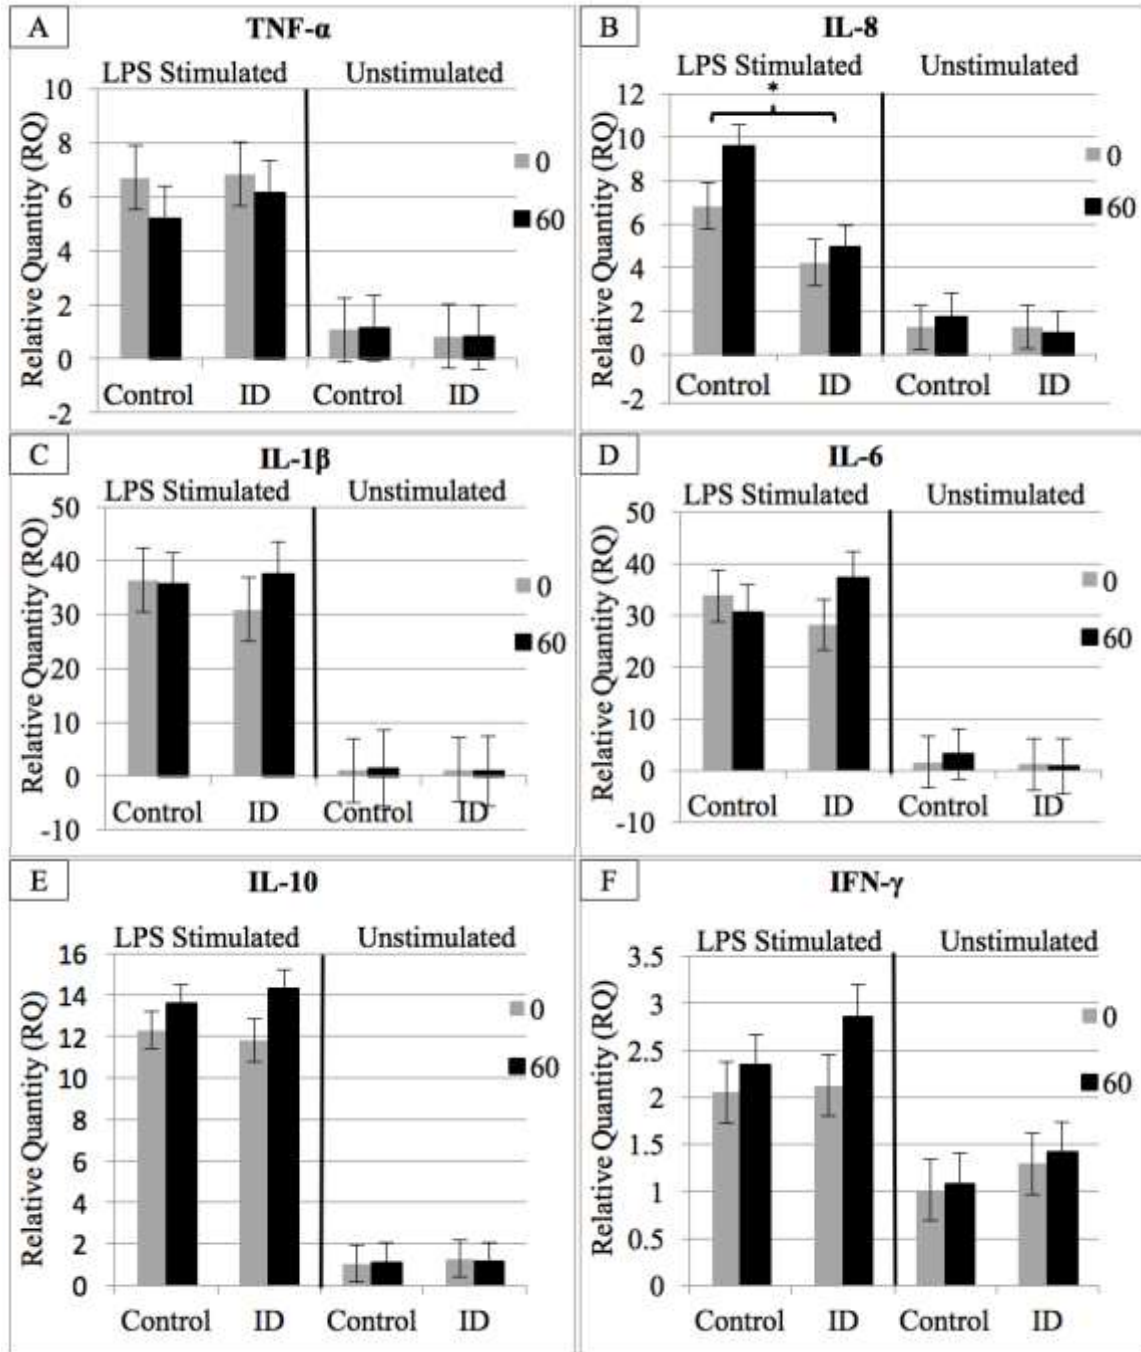 A
TNF-α
LPS Stimulated Unstimulated
Relative Quantity (RQ)
10
8
6
4
2
0
-2
Control ID Control ID
0
60
B
IL-8
LPS Stimulated Unstimulated
*
Relative Quantity (RQ)
12
10
8
6
4
2
0
-2
Control ID Control ID
0
60
C
IL-1β
LPS Stimulated Unstimulated
Relative Quantity (RQ)
50
40
30
20
10
0
-10
Control ID Control ID
0
60
D
IL-6
LPS Stimulated Unstimulated
Relative Quantity (RQ)
50
40
30
20
10
0
-10
Control ID Control ID
0
60
E
IL-10
LPS Stimulated Unstimulated
Relative Quantity (RQ)
16
14
12
10
8
6
4
2
0
Control ID Control ID
0
60
F
IFN-γ
LPS Stimulated Unstimulated
Relative Quantity (RQ)
3.5
3
2.5
2
1.5
1
0.5
0
Control ID Control ID
0
60